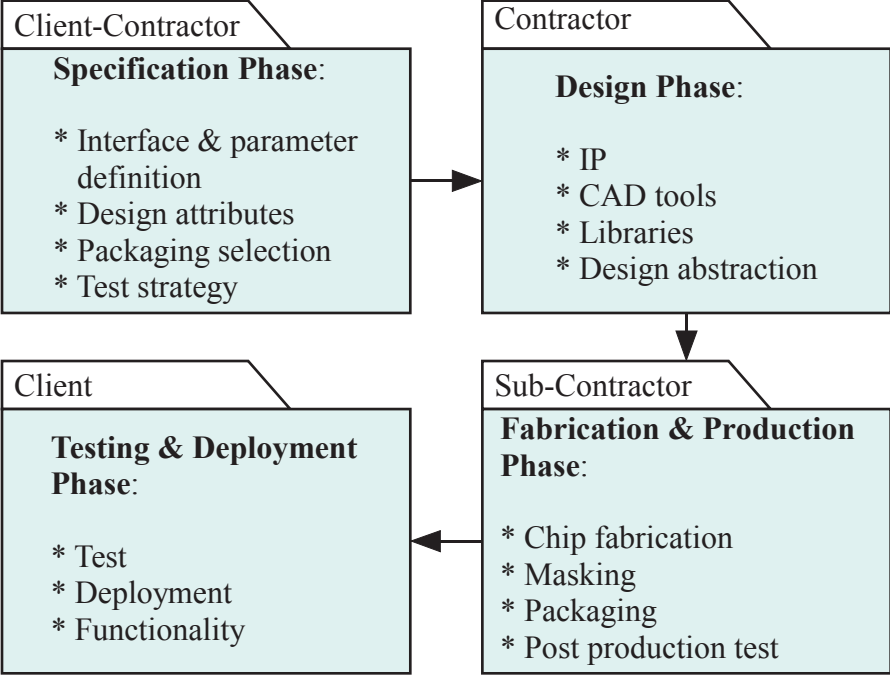 Client-Contractor
Specification Phase:
* Interface & parameter
definition
* Design attributes
* Packaging selection
* Test strategy
Contractor
Design Phase:
* IP
* CAD tools
* Libraries
* Design abstraction
Client
Testing & Deployment
Phase:
* Test
* Deployment
* Functionality
Sub-Contractor
Fabrication & Production
Phase:
* Chip fabrication
* Masking
* Packaging
* Post production test